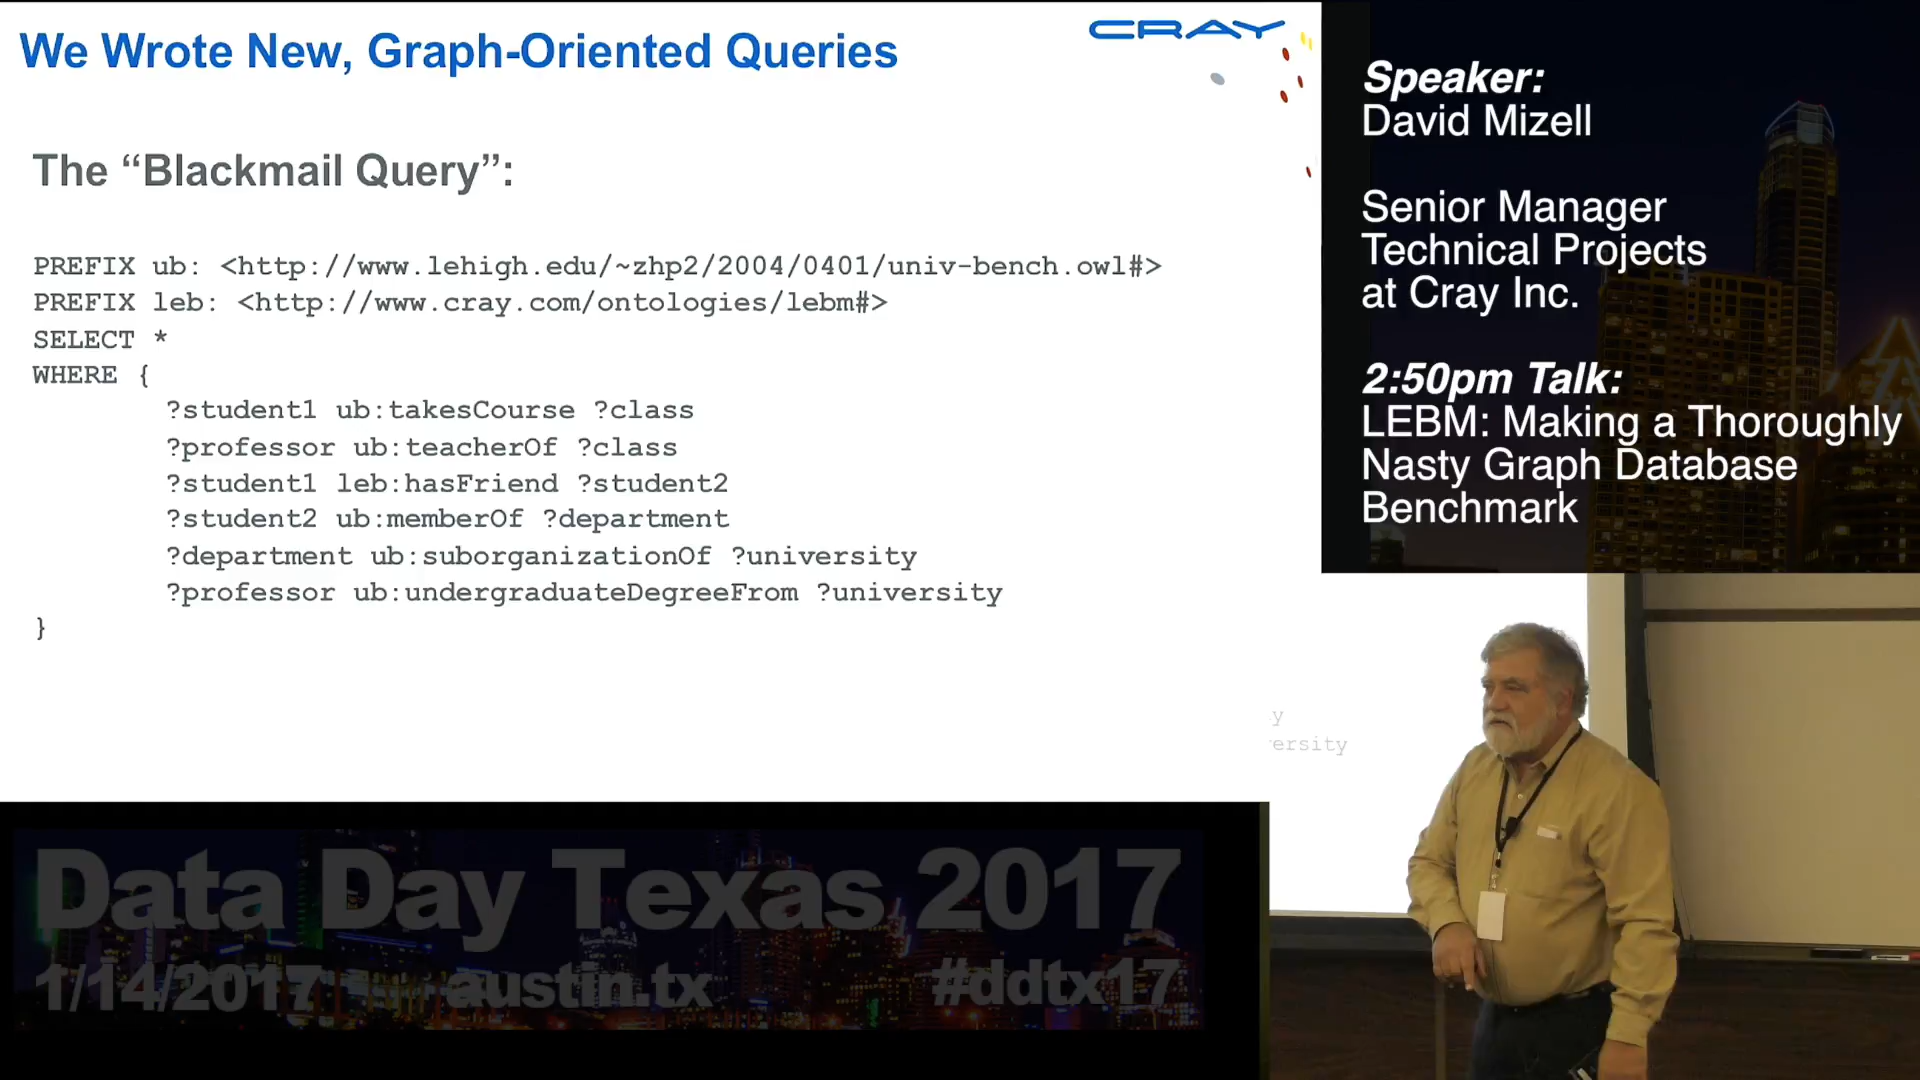 We Wrote New, Graph-Oriented Queries
CRAY
The “Blackmail Query”:
PREFIX ub: <http://www.lehigh.edu/~zhp2/2004/0401/univ-bench.owl#>
PREFIX leb: <http://www.cray.com/ontologies/lebm#>
SELECT *
WHERE {
?student1 ub:takesCourse ?class
?professor ub:teacherOf ?class
?student1 leb:hasFriend ?student2
?student2 ub:memberOf ?department
?department ub:suborganizationOf ?university
?professor ub:undergraduateDegreeFrom ?university
}
Speaker:
David Mizell
Senior Manager
Technical Projects
at Cray Inc.
2:50pm Talk:
LEBM: Making a Thoroughly
Nasty Graph Database
Benchmark
y
ersity
Data Day Texas 2017
1/14/2017 austin.tx #ddtx17